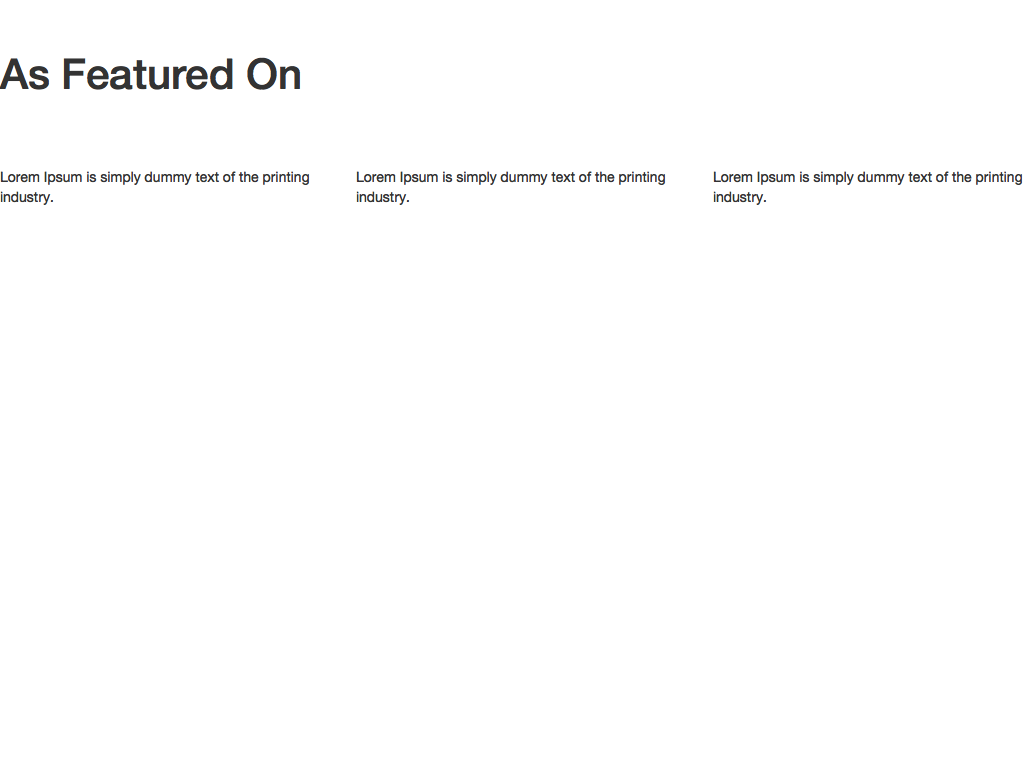 As Featured On
Lorem Ipsum is simply dummy text of the printing
industry.
Lorem Ipsum is simply dummy text of the printing
industry.
Lorem Ipsum is simply dummy text of the printing
industry.